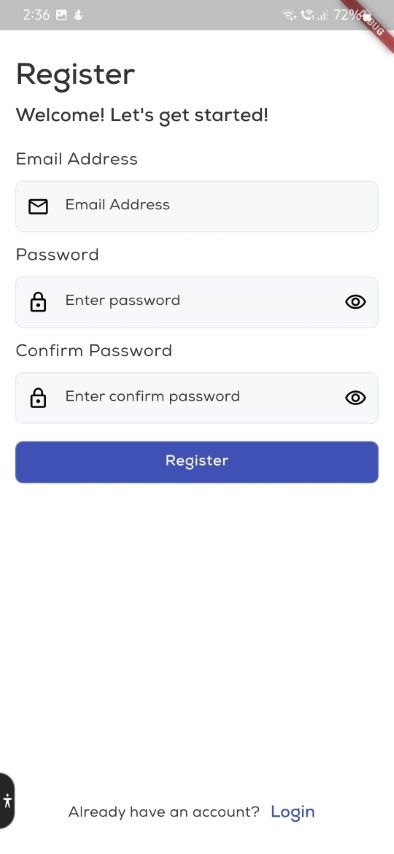 2:36 72%
Register
Welcome! Let's get started!
Email Address
Email Address
Password
Enter password
Confirm Password
Enter confirm password
Register
Already have an account? Login